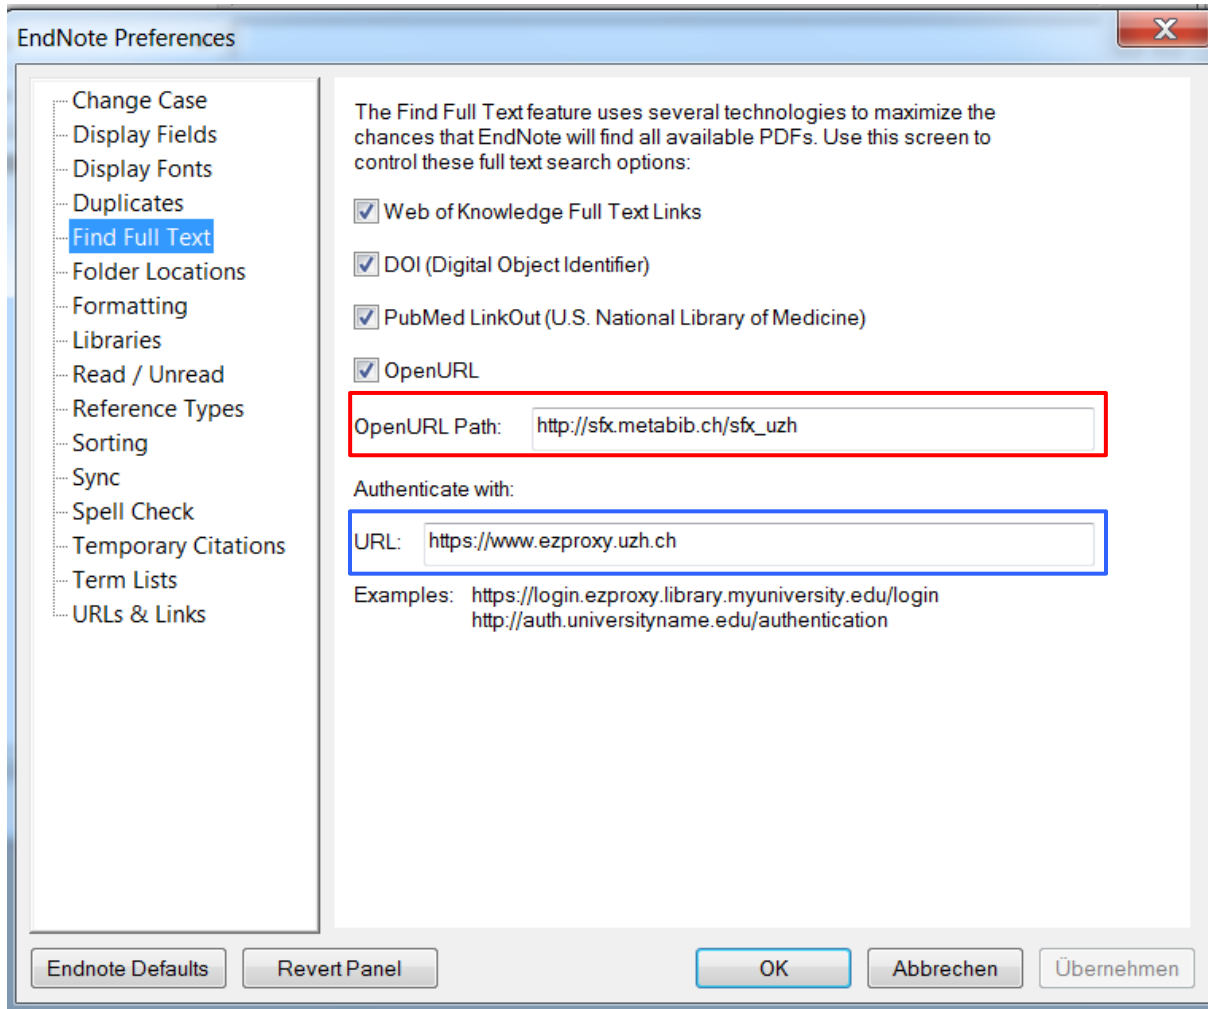 EndNote Preferences
X
Change Case
Display Fields
Display Fonts
Duplicates
Find Full Text
Folder Locations
Formatting
Libraries
Read / Unread
Reference Types
Sorting
Sync
Spell Check
Temporary Citations
Term Lists
URLs & Links
The Find Full Text feature uses several technologies to maximize the
chances that EndNote will find all available PDFs. Use this screen to
control these full text search options:
Web of Knowledge Full Text Links
DOI (Digital Object Identifier)
PubMed LinkOut (U.S. National Library of Medicine)
OpenURL
OpenURL Path: http://sfx.metabib.ch/sfx_uzh
Authenticate with:
URL: https://www.ezproxy.uzh.ch
Examples: https://login.ezproxy.library.myuniversity.edu/login
http://auth.universityname.edu/authentication
Endnote Defaults Revert Panel OK Abbrechen Übernehmen